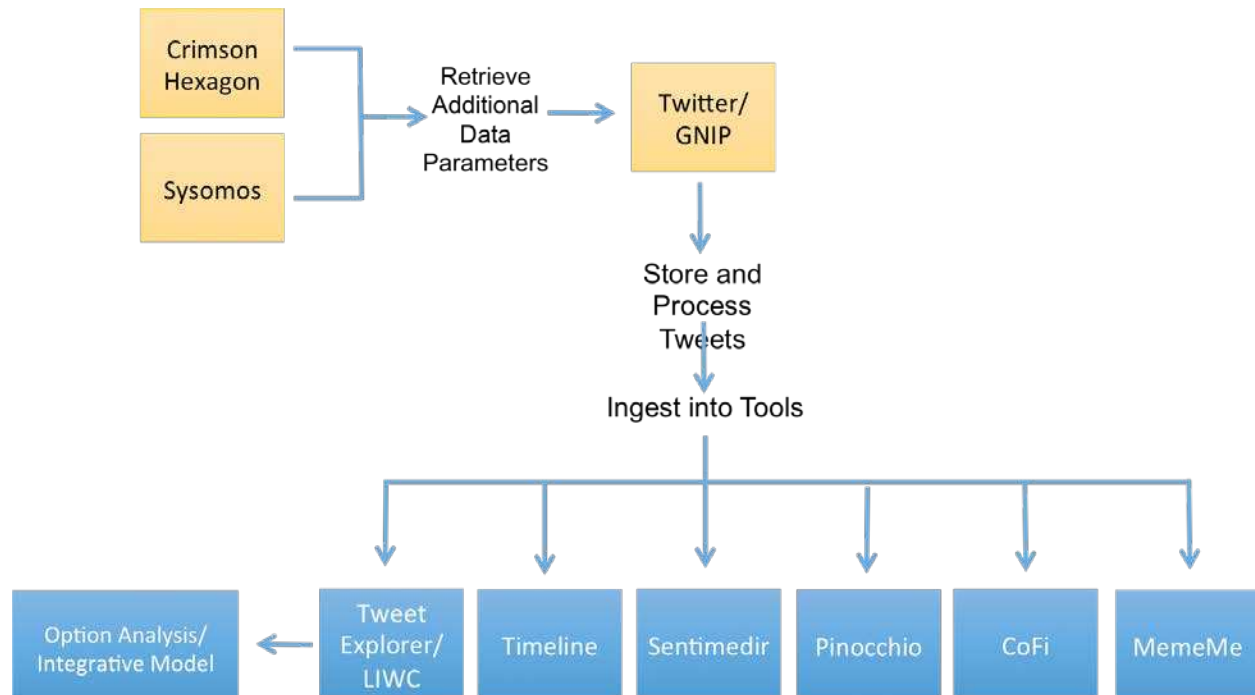 Crimson
Hexagon
Sysomos
Retrieve
Additional
Data
Parameters
Twitter/
GNIP
Store and
Process
Tweets
Ingest into Tools
Option Analysis/
Integrative Model
Tweet
Explorer/
LIWC
Timeline
Sentimedir
Pinocchio
CoFi
MemeMe